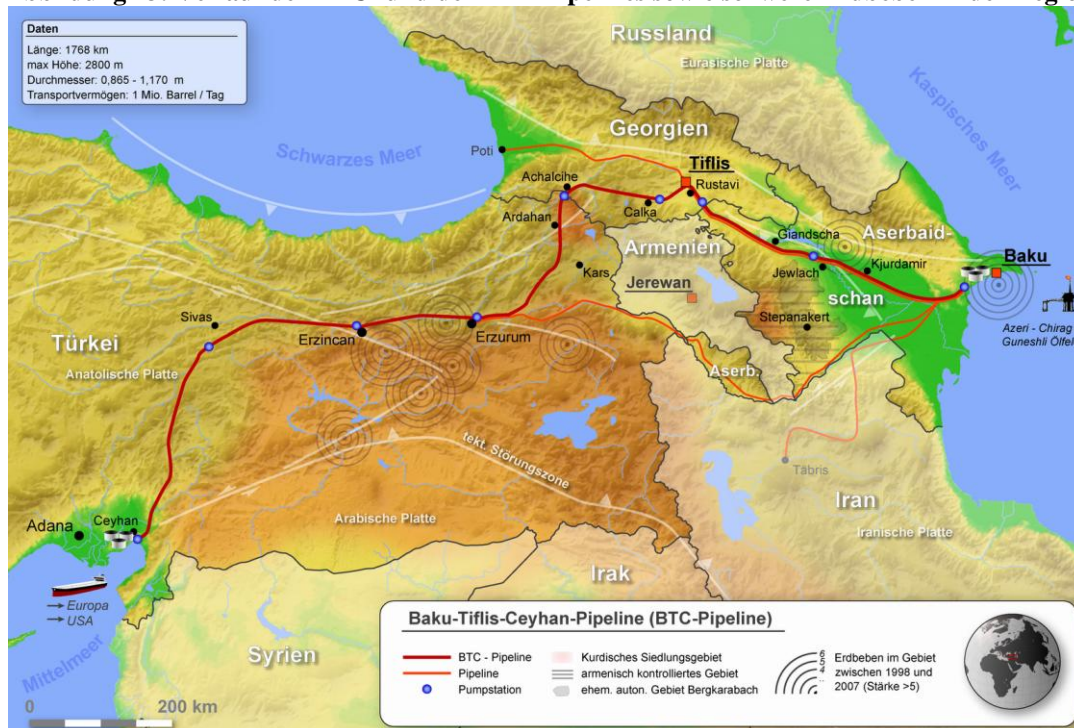 Daten
Länge: 1768 km
max Höhe: 2800 m
Durchmesser: 0,865 - 1,170 m
Transportvermögen: 1 Mio. Barrel / Tag
Russland
Eurasische Platte
Kaspisches Meer
Schwarzes Meer
Georgien
Poti
Tiflis
Achalcihe
Rustavi
Ardahan
Calka
Giandscha
Aserbaid-
Armenien
Kars
Jewlach
Kjurdamir
Baku
Jerewan
schan
Sivas
Stepanakert
Azeri - Chirag
Guneshli Ölfel
Erzincan
Erzurum
Türkei
Anatolische Platte
Aserb.
tekt. Störungszone
Täbris
Iran
Adana
Ceyhan
Arabische Platte
Iranische Platte
Irak
Europa
USA
Syrien
Mittelmeer
Baku-Tiflis-Ceyhan-Pipeline (BTC-Pipeline)
BTC - Pipeline
Pipeline
Pumpstation
Kurdisches Siedlungsgebiet
armenisch kontrolliertes Gebiet
ehem. auton. Gebiet Bergkarabach
6
5
4
Erdbeben im Gebiet
zwischen 1998 und
2007 (Stärke >5)
0
200 km